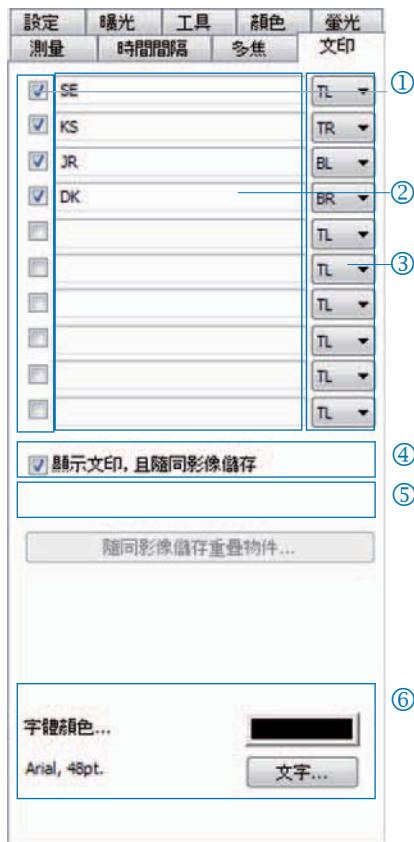 設定 曝光 工具 顏色 螢光
測量 時間間隔 多焦 文印
SE TL ①
KS TR
JR BL
DK BR ②
TL
TL ③
TL
TL
TL
TL
顯示文印, 且隨同影像儲存 ④
⑤
隨同影像儲存重疊物件...
⑥
字體顏色...
Arial, 48pt. 文字...